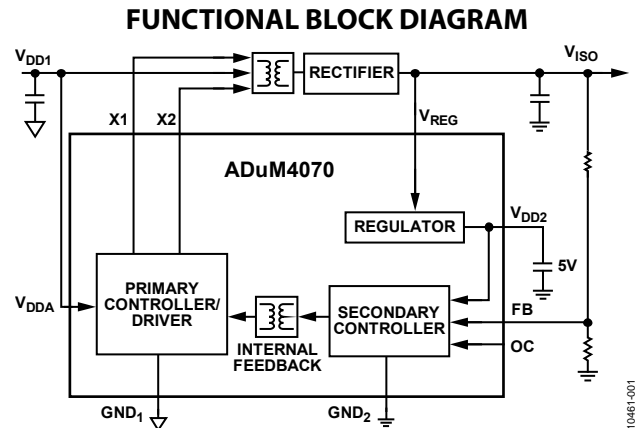 FUNCTIONAL BLOCK DIAGRAM
VDD1
VISO
RECTIFIER
X1
X2
VREG
ADuM4070
REGULATOR
VDD2
5V
PRIMARY
CONTROLLER/
DRIVER
VDDA
INTERNAL
FEEDBACK
SECONDARY
CONTROLLER
FB
OC
GND1
GND2
10461-001